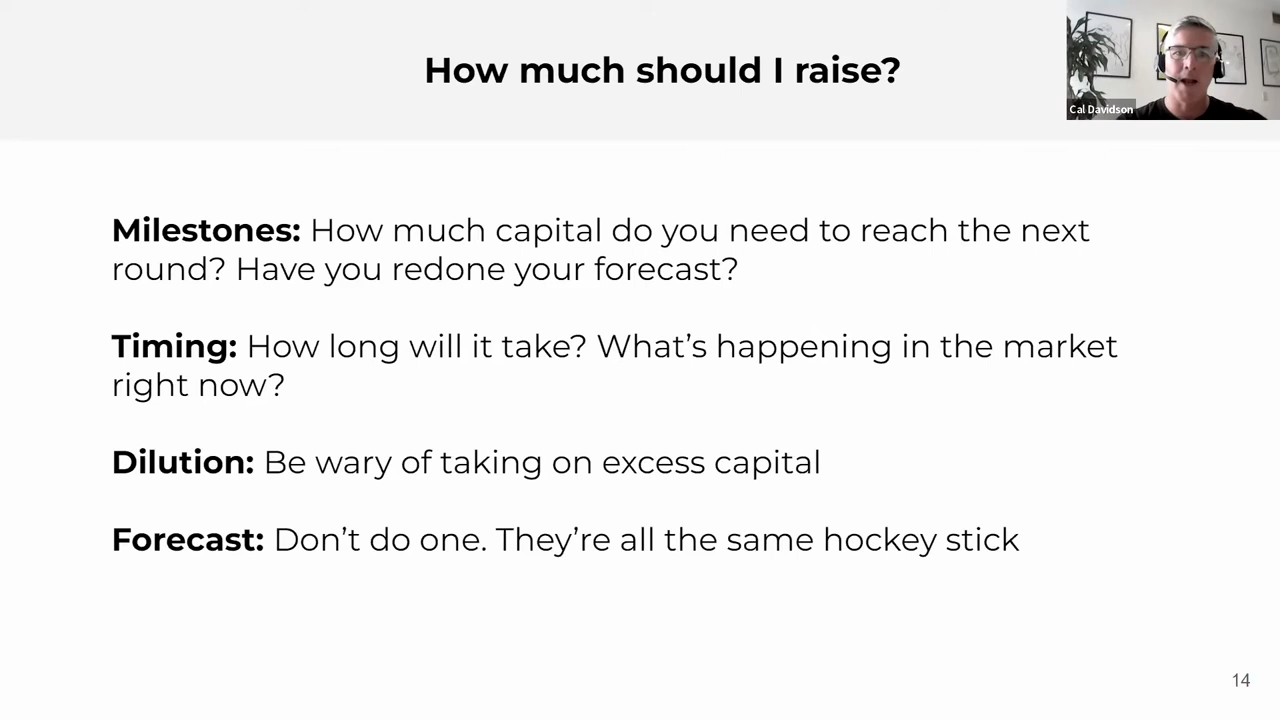 How much should I raise?
Cal Davidson
Milestones: How much capital do you need to reach the next
round? Have you redone your forecast?
Timing: How long will it take? What’s happening in the market
right now?
Dilution: Be wary of taking on excess capital
Forecast: Don’t do one. They’re all the same hockey stick
14